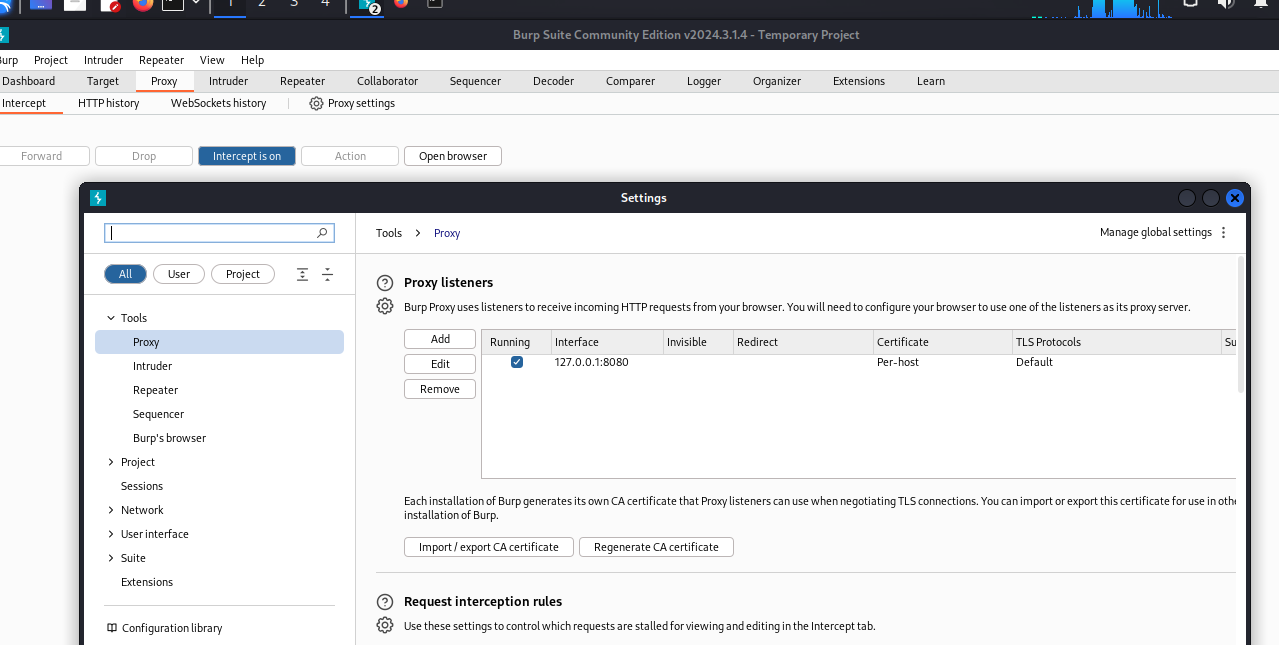 1 2 3 4 2
Burp Suite Community Edition v2024.3.1.4 - Temporary Project
Burp Project Intruder Repeater View Help
Dashboard Target Proxy Intruder Repeater Collaborator Sequencer Decoder Comparer Logger Organizer Extensions Learn
Intercept HTTP history WebSockets history Proxy settings
Forward Drop Intercept is on Action Open browser
Settings
Tools > Proxy
Manage global settings
All User Project
Tools
Proxy
Intruder
Repeater
Sequencer
Burp's browser
Project
Sessions
Network
User interface
Suite
Extensions
Configuration library
Proxy listeners
Burp Proxy uses listeners to receive incoming HTTP requests from your browser. You will need to configure your browser to use one of the listeners as its proxy server.
Add
Edit
Remove
Running Interface Invisible Redirect Certificate TLS Protocols Su
127.0.0.1:8080 Per-host Default
Each installation of Burp generates its own CA certificate that Proxy listeners can use when negotiating TLS connections. You can import or export this certificate for use in othe
installation of Burp.
Import / export CA certificate Regenerate CA certificate
Request interception rules
Use these settings to control which requests are stalled for viewing and editing in the Intercept tab.